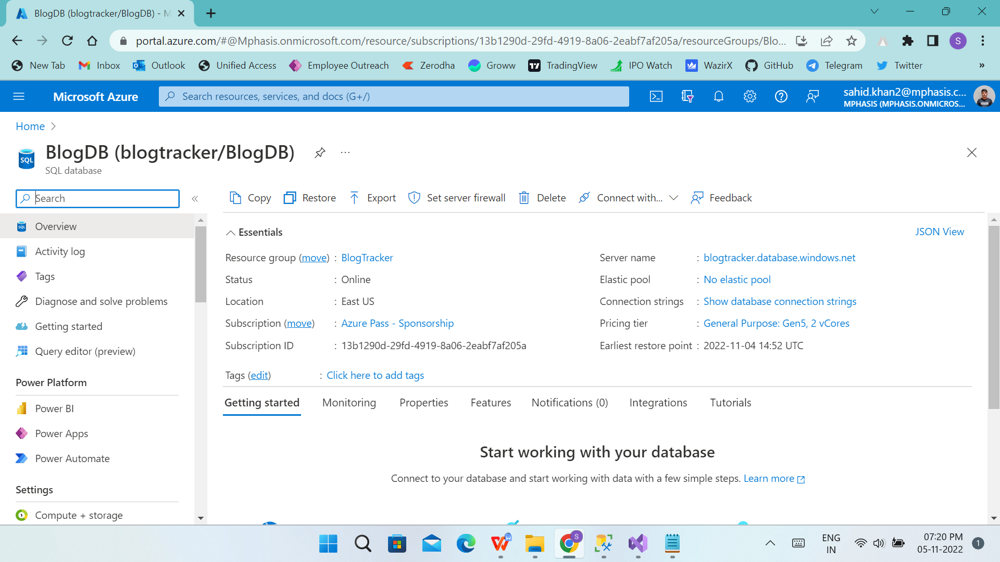 BlogDB (blogtracker/BlogDB) - M
portal.azure.com/#@Mphasis.onmicrosoft.com/resource/subscriptions/13b1290d-29fd-4919-8a06-2eabf7af205a/resourceGroups/Blo...
S
New Tab Inbox Outlook Unified Access Employee Outreach Zerodha Groww TradingView IPO Watch WazirX GitHub Telegram Twitter »
Microsoft Azure
Search resources, services, and docs (G+/)
sahid.khan2@mphasis.c...
MPHASIS (MPHASIS.ONMICROS...
Home
BlogDB (blogtracker/BlogDB)
SQL
SQL database
Search
Copy Restore Export Set server firewall Delete Connect with... Feedback
Overview
Activity log
Tags
Diagnose and solve problems
Getting started
Query editor (preview)
Power Platform
Power BI
Power Apps
Power Automate
Settings
Compute + storage
Essentials
JSON View
Resource group (move) : BlogTracker
Status : Online
Location : East US
Subscription (move) : Azure Pass - Sponsorship
Subscription ID : 13b1290d-29fd-4919-8a06-2eabf7af205a
Server name : blogtracker.database.windows.net
Elastic pool : No elastic pool
Connection strings : Show database connection strings
Pricing tier : General Purpose: Gen5, 2 vCores
Earliest restore point : 2022-11-04 14:52 UTC
Tags (edit) : Click here to add tags
Getting started Monitoring Properties Features Notifications (0) Integrations Tutorials
Start working with your database
Connect to your database and start working with data with a few simple steps. Learn more
ENG
IN
07:20 PM
05-11-2022
1